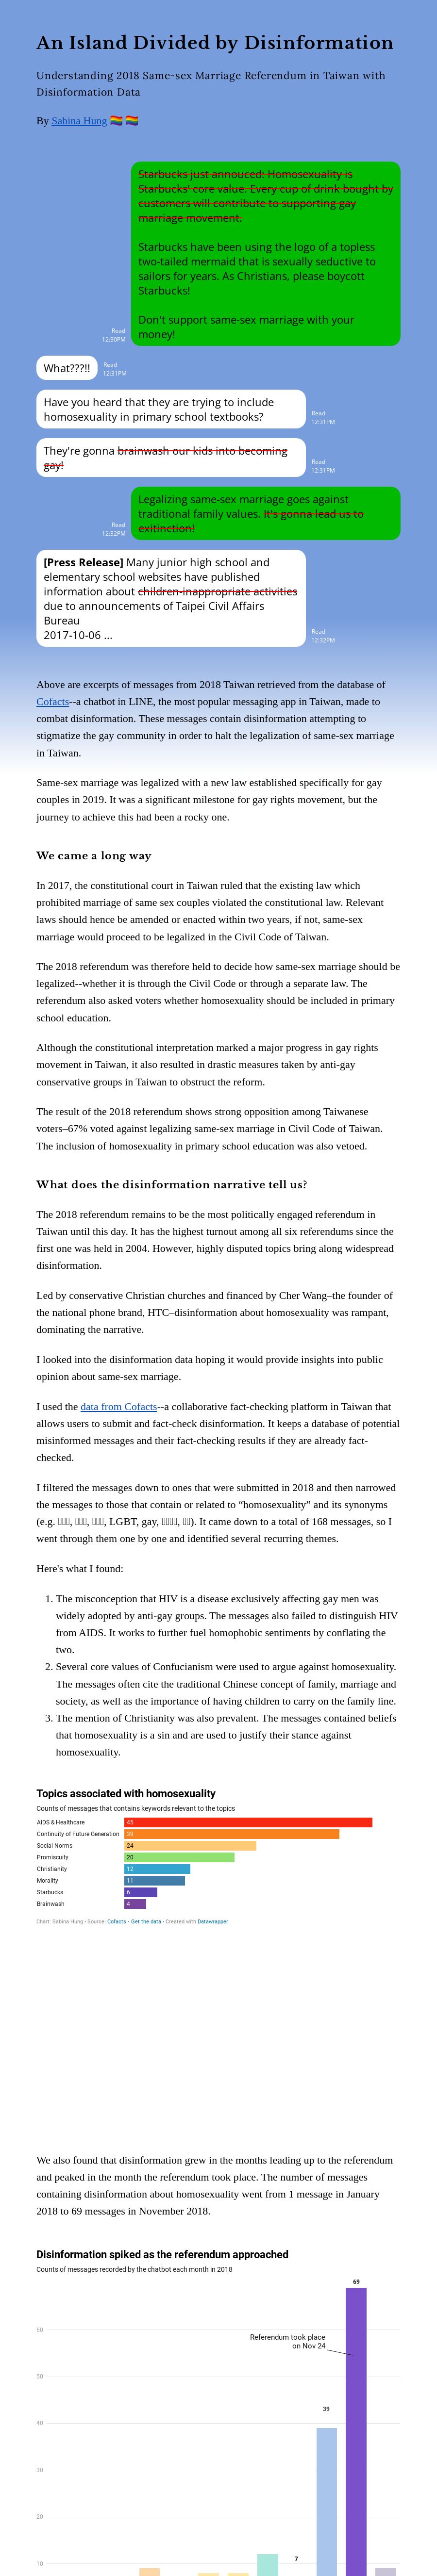 An Island Divided by Disinformation
Understanding 2018 Same-sex Marriage Referendum in Taiwan with
Disinformation Data
By Sabina Hung 🏳️‍🌈 🏳️‍🌈
Starbucks just annouced: Homosexuality is
Starbucks' core value. Every cup of drink bought by
customers will contribute to supporting gay
marriage movement.
Starbucks have been using the logo of a topless
two-tailed mermaid that is sexually seductive to
sailors for years. As Christians, please boycott
Starbucks!
Don't support same-sex marriage with your
money!
Read
12:30PM
What???!!
Read
12:31PM
Have you heard that they are trying to include
homosexuality in primary school textbooks?
Read
12:31PM
They're gonna brainwash our kids into becoming
gay!
Read
12:31PM
Legalizing same-sex marriage goes against
traditional family values. It's gonna lead us to
exitinction!
Read
12:32PM
[Press Release] Many junior high school and
elementary school websites have published
information about children-inappropriate activities
due to announcements of Taipei Civil Affairs
Bureau
2017-10-06 ...
Read
12:32PM
Above are excerpts of messages from 2018 Taiwan retrieved from the database of
Cofacts--a chatbot in LINE, the most popular messaging app in Taiwan, made to
combat disinformation. These messages contain disinformation attempting to
stigmatize the gay community in order to halt the legalization of same-sex marriage
in Taiwan.
Same-sex marriage was legalized with a new law established specifically for gay
couples in 2019. It was a significant milestone for gay rights movement, but the
journey to achieve this had been a rocky one.
We came a long way
In 2017, the constitutional court in Taiwan ruled that the existing law which
prohibited marriage of same sex couples violated the constitutional law. Relevant
laws should hence be amended or enacted within two years, if not, same-sex
marriage would proceed to be legalized in the Civil Code of Taiwan.
The 2018 referendum was therefore held to decide how same-sex marriage should be
legalized--whether it is through the Civil Code or through a separate law. The
referendum also asked voters whether homosexuality should be included in primary
school education.
Although the constitutional interpretation marked a major progress in gay rights
movement in Taiwan, it also resulted in drastic measures taken by anti-gay
conservative groups in Taiwan to obstruct the reform.
The result of the 2018 referendum shows strong opposition among Taiwanese
voters–67% voted against legalizing same-sex marriage in Civil Code of Taiwan.
The inclusion of homosexuality in primary school education was also vetoed.
What does the disinformation narrative tell us?
The 2018 referendum remains to be the most politically engaged referendum in
Taiwan until this day. It has the highest turnout among all six referendums since the
first one was held in 2004. However, highly disputed topics bring along widespread
disinformation.
Led by conservative Christian churches and financed by Cher Wang–the founder of
the national phone brand, HTC–disinformation about homosexuality was rampant,
dominating the narrative.
I looked into the disinformation data hoping it would provide insights into public
opinion about same-sex marriage.
I used the data from Cofacts--a collaborative fact-checking platform in Taiwan that
allows users to submit and fact-check disinformation. It keeps a database of potential
misinformed messages and their fact-checking results if they are already fact-
checked.
I filtered the messages down to ones that were submitted in 2018 and then narrowed
the messages to those that contain or related to “homosexuality” and its synonyms
(e.g. , , , LGBT, gay, , ). It came down to a total of 168 messages, so I
went through them one by one and identified several recurring themes.
Here's what I found:
1. The misconception that HIV is a disease exclusively affecting gay men was
widely adopted by anti-gay groups. The messages also failed to distinguish HIV
from AIDS. It works to further fuel homophobic sentiments by conflating the
two.
2. Several core values of Confucianism were used to argue against homosexuality.
The messages often cite the traditional Chinese concept of family, marriage and
society, as well as the importance of having children to carry on the family line.
3. The mention of Christianity was also prevalent. The messages contained beliefs
that homosexuality is a sin and are used to justify their stance against
homosexuality.
Topics associated with homosexuality
Counts of messages that contains keywords relevant to the topics
AIDS & Healthcare 45
Continuity of Future Generation 39
Social Norms 24
Promiscuity 20
Christianity 12
Morality 11
Starbucks 6
Brainwash 4
Chart: Sabina Hung • Source: Cofacts • Get the data • Created with Datawrapper
We also found that disinformation grew in the months leading up to the referendum
and peaked in the month the referendum took place. The number of messages
containing disinformation about homosexuality went from 1 message in January
2018 to 69 messages in November 2018.
Disinformation spiked as the referendum approached
Counts of messages recorded by the chatbot each month in 2018
69
60
Referendum took place
on Nov 24
50
39
40
30
20
7
10